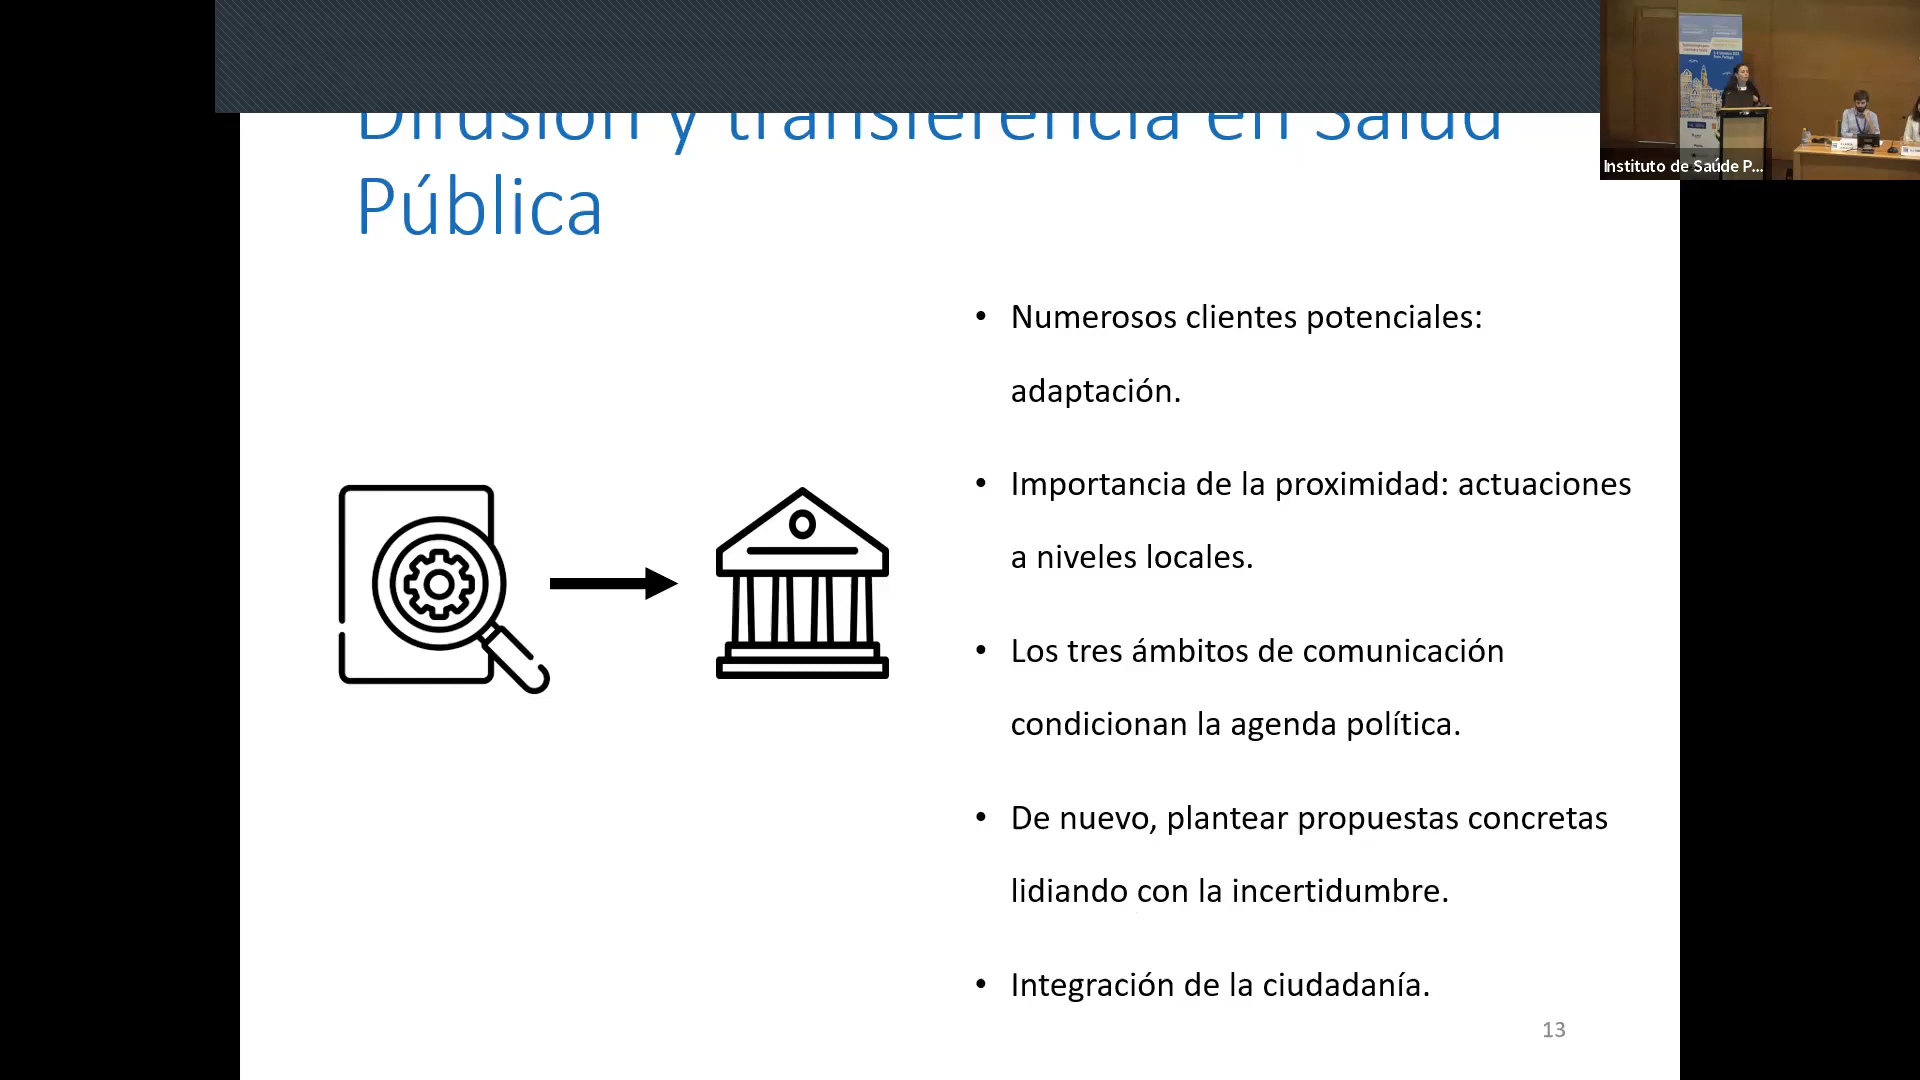 Difusión y transferencia en Salud
Pública
• Numerosos clientes potenciales:
adaptación.
• Importancia de la proximidad: actuaciones
a niveles locales.
• Los tres ámbitos de comunicación
condicionan la agenda política.
• De nuevo, plantear propuestas concretas
lidiando con la incertidumbre.
• Integración de la ciudadanía.
13
Instituto de Saúde P...